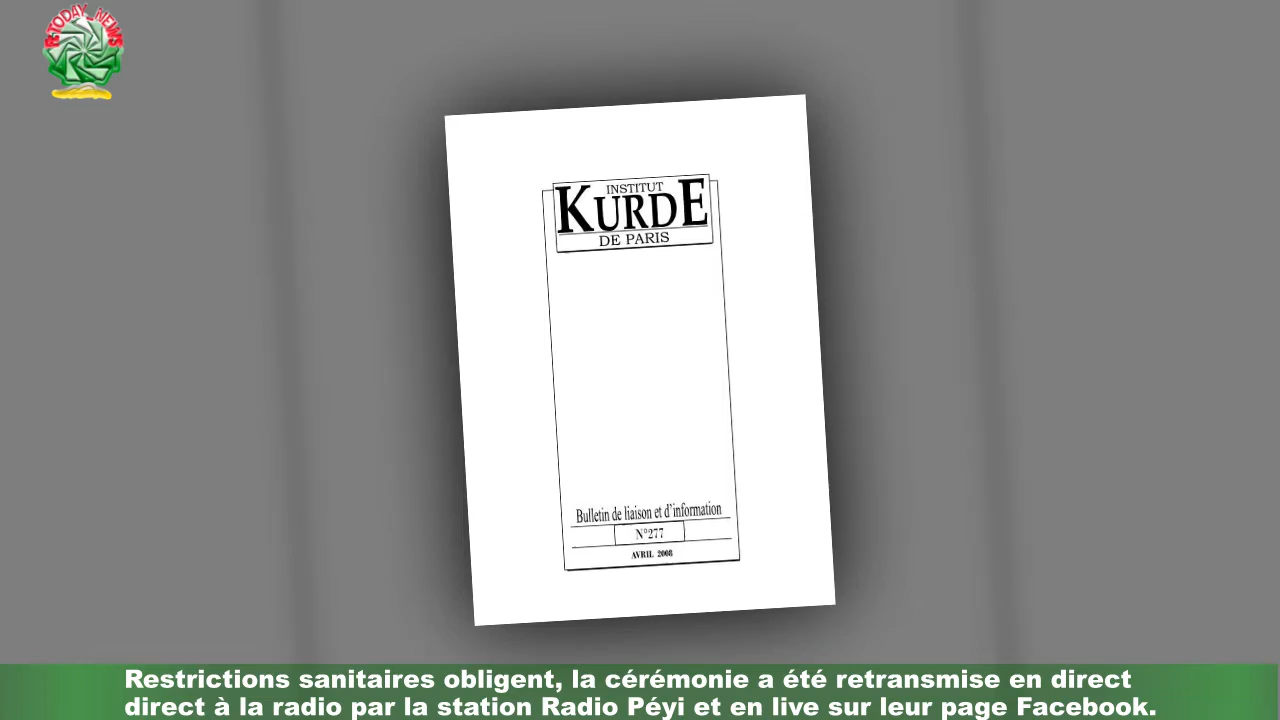 TODAY_NEWS
INSTITUT
KURDE
DE PARIS
Bulletin de liaison et d'information
N°277
AVRIL 2008
Restrictions sanitaires obligent, la cérémonie a été retransmise en direct
direct à la radio par la station Radio Péyi et en live sur leur page Facebook.